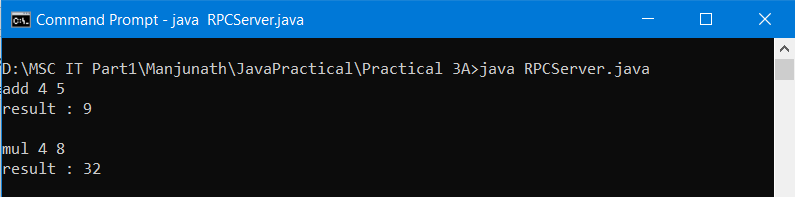 Command Prompt - java  RPCServer.java
D:\MSC IT Part1\Manjunath\JavaPractical\Practical 3A>java RPCServer.java
add 4 5
result : 9
mul 4 8
result : 32